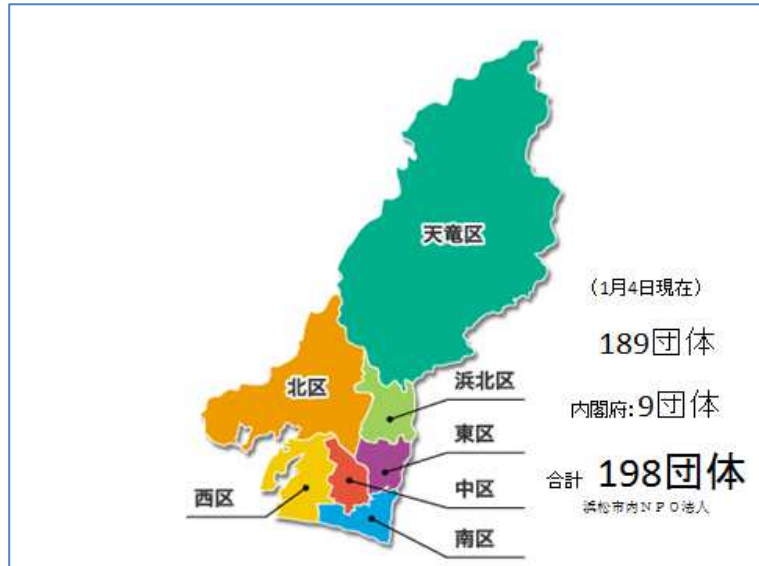 天竜区
(1月4日現在)
189団体
北区
浜北区
内閣府:9団体
東区
合計 198団体
浜松市内NPO法人
西区
中区
南区